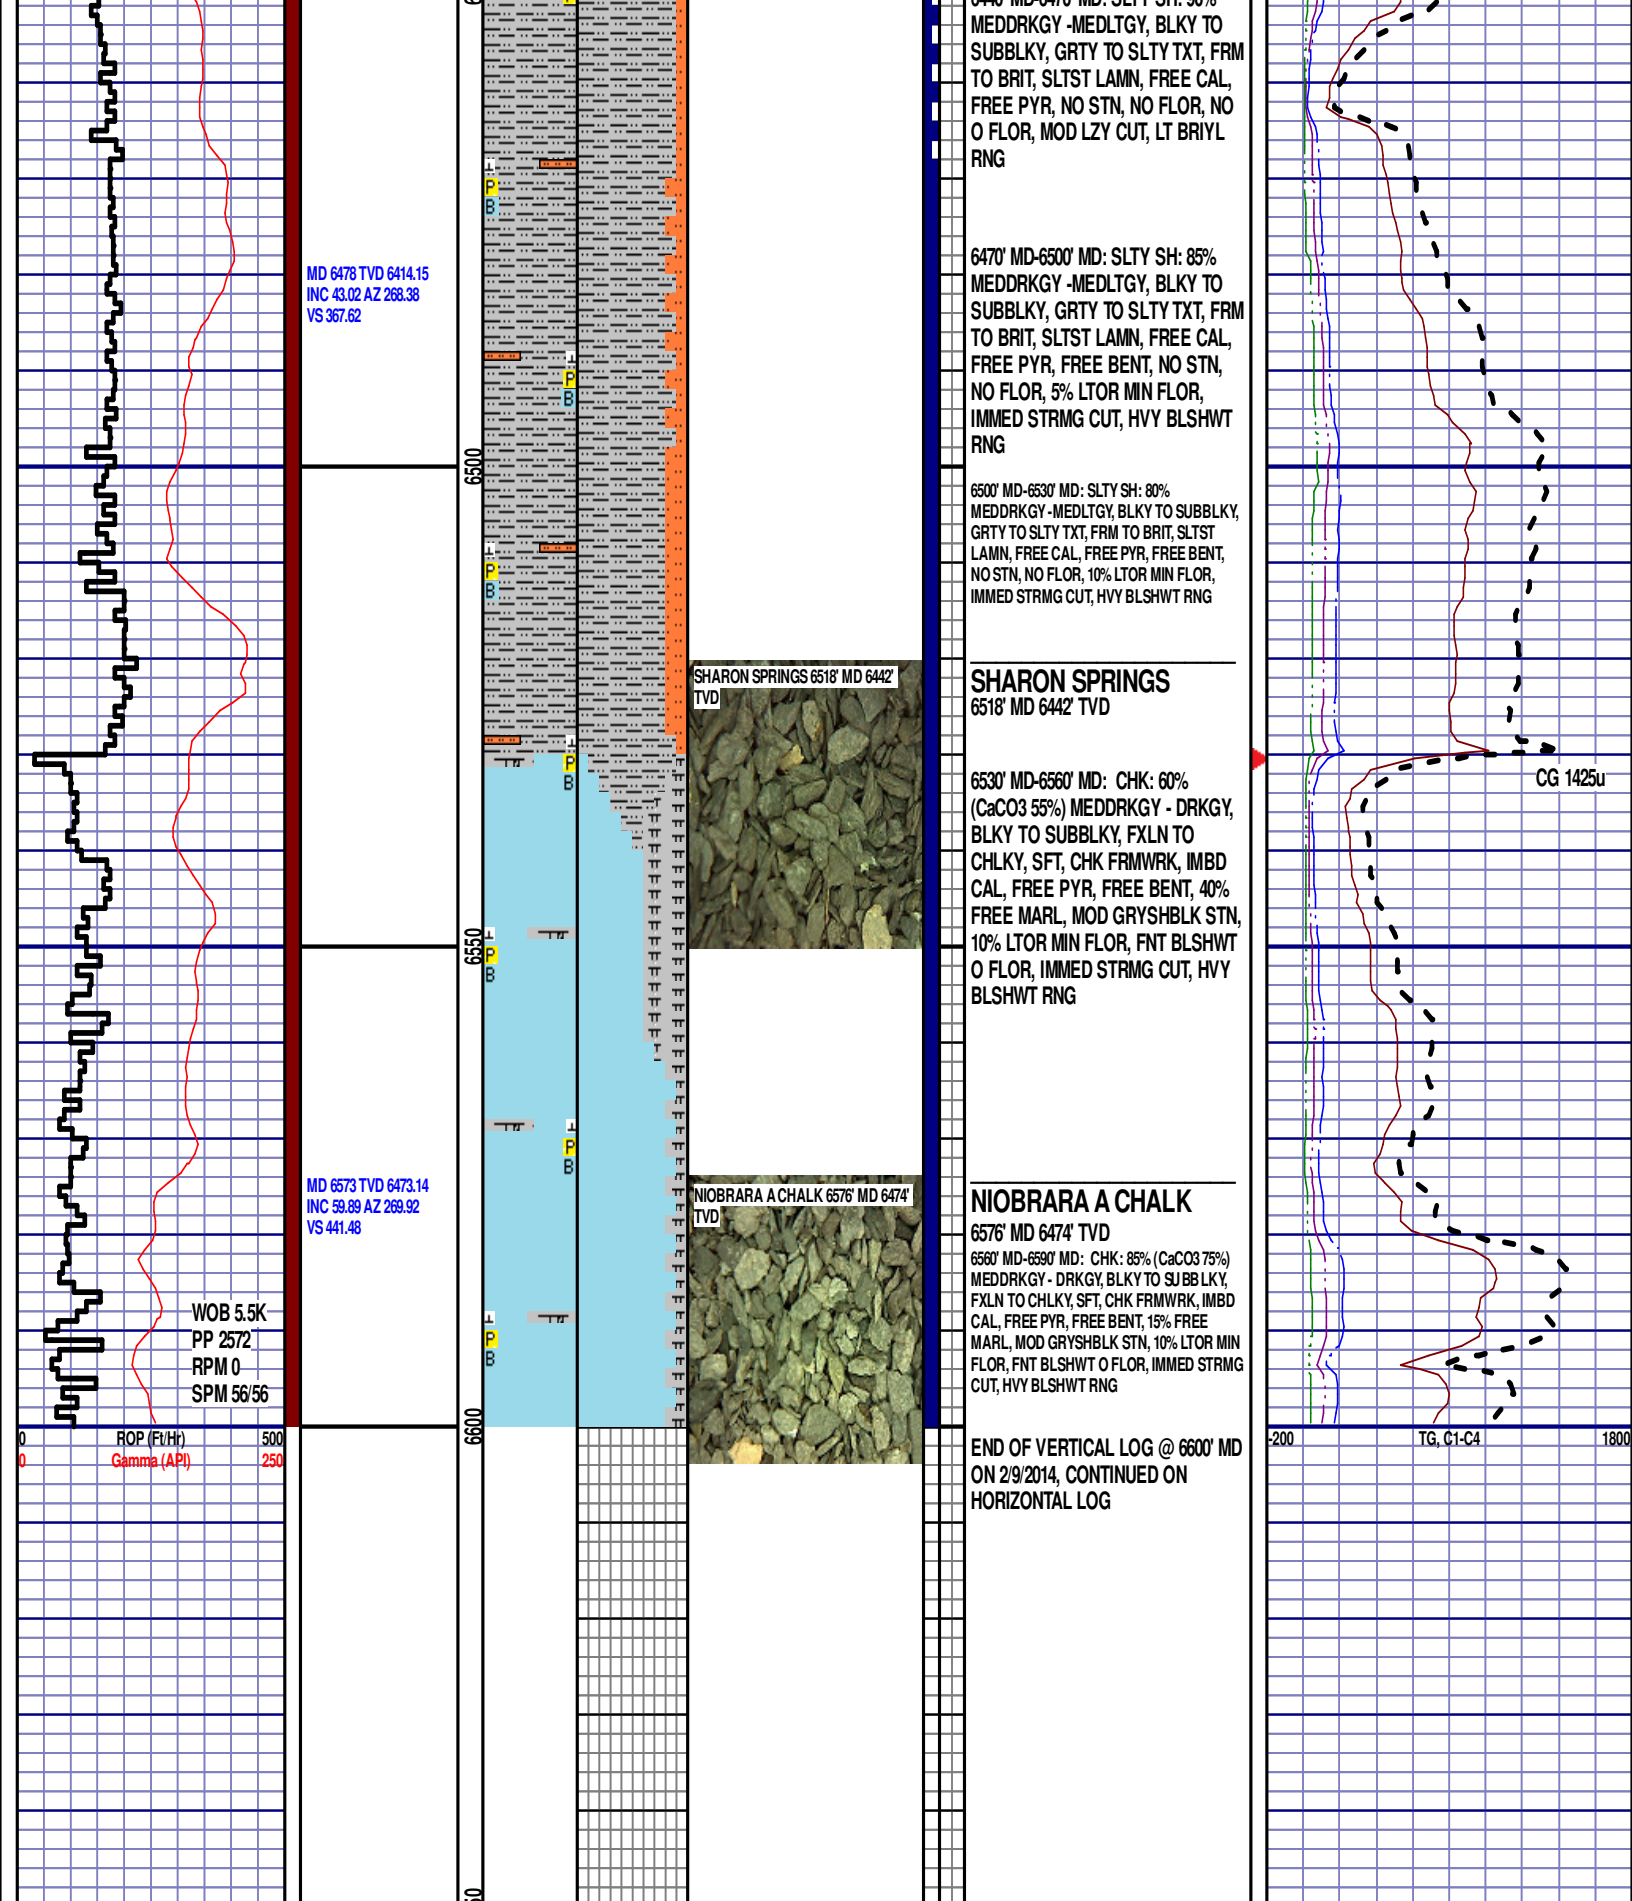 6440' MD-6470' MD: SLTY SH: 90%
MEDDRKGY -MEDLTGY, BLKY TO
SUBBLKY, GRTY TO SLTY TXT, FRM
TO BRIT, SLTST LAMN, FREE CAL,
FREE PYR, NO STN, NO FLOR, NO
O FLOR, MOD LZY CUT, LT BRIYL
RNG
P
B
MD 6478 TVD 6414.15
INC 43.02 AZ 268.38
VS 367.62
6470' MD-6500' MD: SLTY SH: 85%
MEDDRKGY -MEDLTGY, BLKY TO
SUBBLKY, GRTY TO SLTY TXT, FRM
TO BRIT, SLTST LAMN, FREE CAL,
FREE PYR, FREE BENT, NO STN,
NO FLOR, 5% LTOR MIN FLOR,
IMMED STRMG CUT, HVY BLSHWT
RNG
P
B
6500
6500' MD-6530' MD: SLTY SH: 80%
MEDDRKGY -MEDLTGY, BLKY TO SUBBLKY,
GRTY TO SLTY TXT, FRM TO BRIT, SLTST
LAMN, FREE CAL, FREE PYR, FREE BENT,
NO STN, NO FLOR, 10% LTOR MIN FLOR,
IMMED STRMG CUT, HVY BLSHWT RNG
P
B
SHARON SPRINGS 6518' MD 6442'
TVD
SHARON SPRINGS
6518' MD 6442' TVD
P
B
CG 1425u
6530' MD-6560' MD: CHK: 60%
(CaCO3 55%) MEDDRKGY - DRKGY,
BLKY TO SUBBLKY, FXLN TO
CHLKY, SFT, CHK FRMWRK, IMBD
CAL, FREE PYR, FREE BENT, 40%
FREE MARL, MOD GRYSHBLK STN,
10% LTOR MIN FLOR, FNT BLSHWT
O FLOR, IMMED STRMG CUT, HVY
BLSHWT RNG
6550
P
B
P
B
MD 6573 TVD 6473.14
INC 59.89 AZ 269.92
VS 441.48
NIOBRARA A CHALK 6576' MD 6474'
TVD
NIOBRARA A CHALK
6576' MD 6474' TVD
6560' MD-6590' MD: CHK: 85% (CaCO3 75%)
MEDDRKGY - DRKGY, BLKY TO SUBBLKY,
FXLN TO CHLKY, SFT, CHK FRMWRK, IMBD
CAL, FREE PYR, FREE BENT, 15% FREE
MARL, MOD GRYSHBLK STN, 10% LTOR MIN
FLOR, FNT BLSHWT O FLOR, IMMED STRMG
CUT, HVY BLSHWT RNG
P
B
WOB 5.5K
PP 2572
RPM 0
SPM 56/56
6600
0 ROP (Ft/Hr) 500
0 Gamma (API) 250
-200 TG, C1-C4 1800
END OF VERTICAL LOG @ 6600' MD
ON 2/9/2014, CONTINUED ON
HORIZONTAL LOG